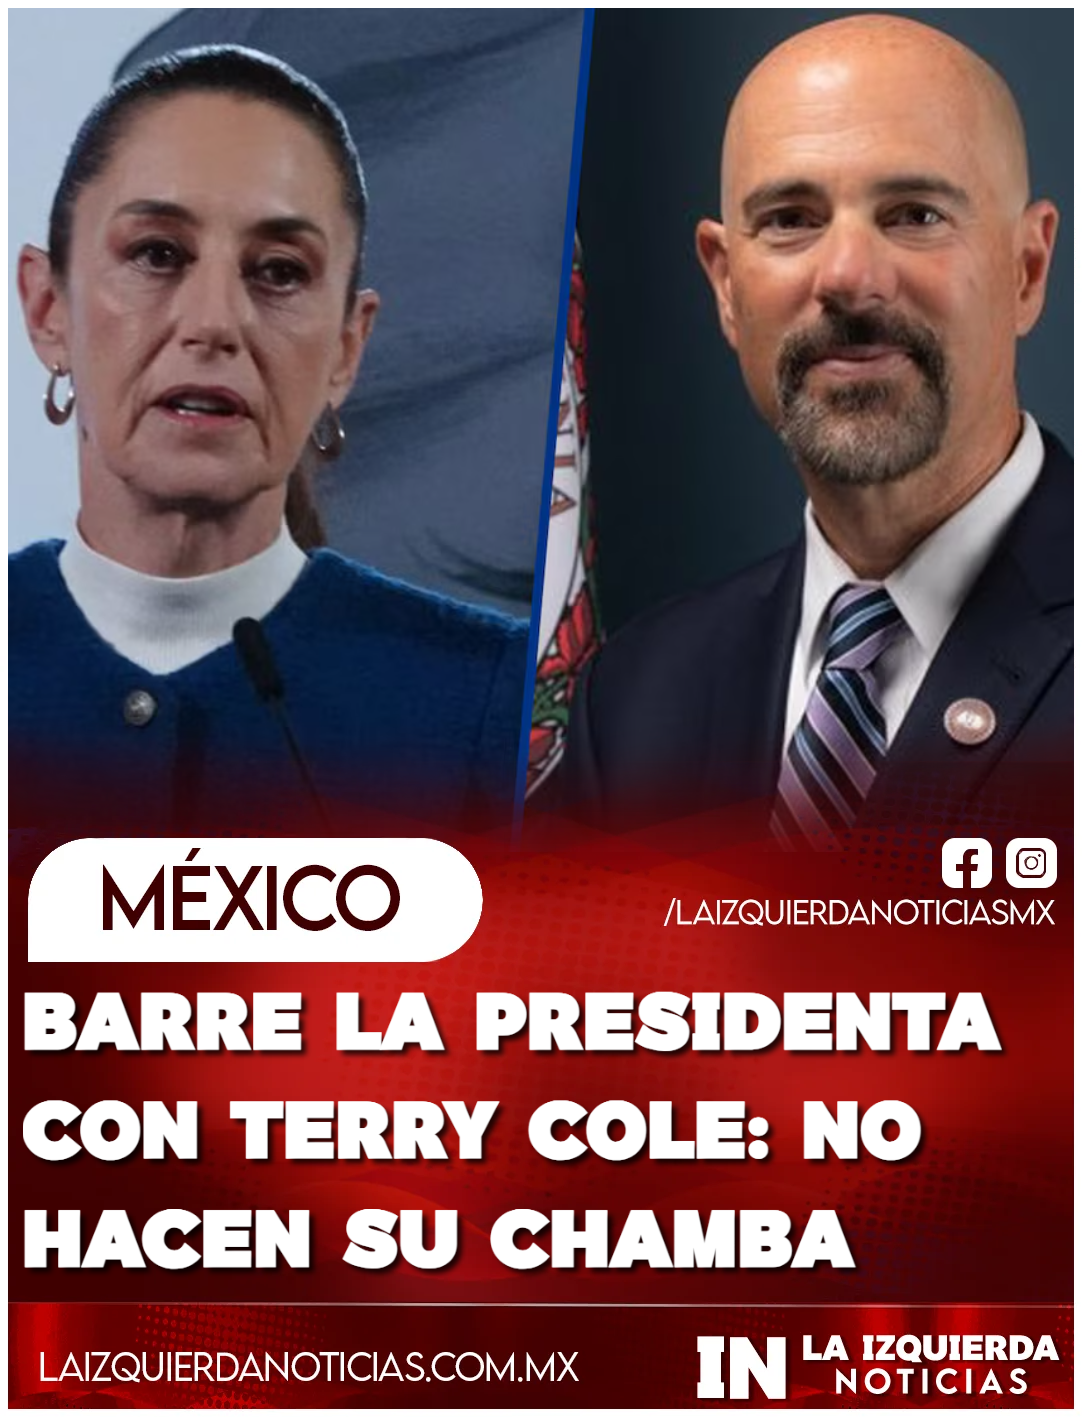 MÉXICO
/LAIZQUIERDANOTICIASMX
BARRE LA PRESIDENTA
CON TERRY COLE: NO
HACEN SU CHAMBA
LAIZQUIERDANOTICIAS.COM.MX
IN
LA IZQUIERDA
NOTICIAS